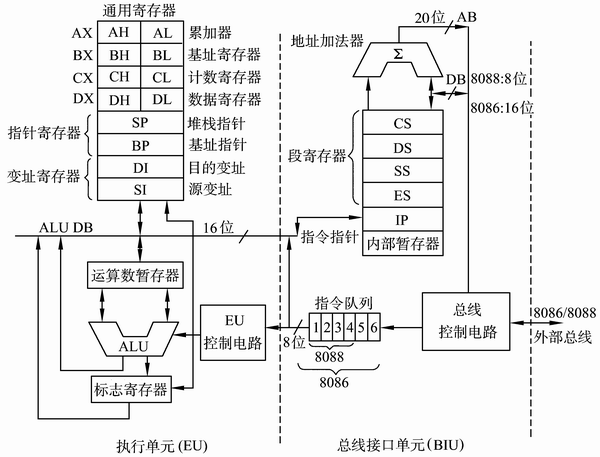 通用寄存器
AX AH AL 累加器
BX BH BL 基址寄存器
CX CH CL 计数寄存器
DX DH DL 数据寄存器
指针寄存器
SP 堆栈指针
BP 基址指针
变址寄存器
DI 目的变址
SI 源变址
ALU DB
16位
运算数暂存器
ALU
标志寄存器
EU
控制电路
执行单元(EU)
20位 AB
地址加法器
Σ
DB 8088:8位
8086:16位
段寄存器
CS
DS
SS
ES
IP
指令指针
内部暂存器
指令队列
1 2 3 4 5 6
8位
8088
8086
总线
控制电路
8086/8088
外部总线
总线接口单元(BIU)